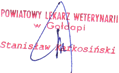 POWIATOWY LEKARZ WETERYNARII
w Gołdapi
Stanisław